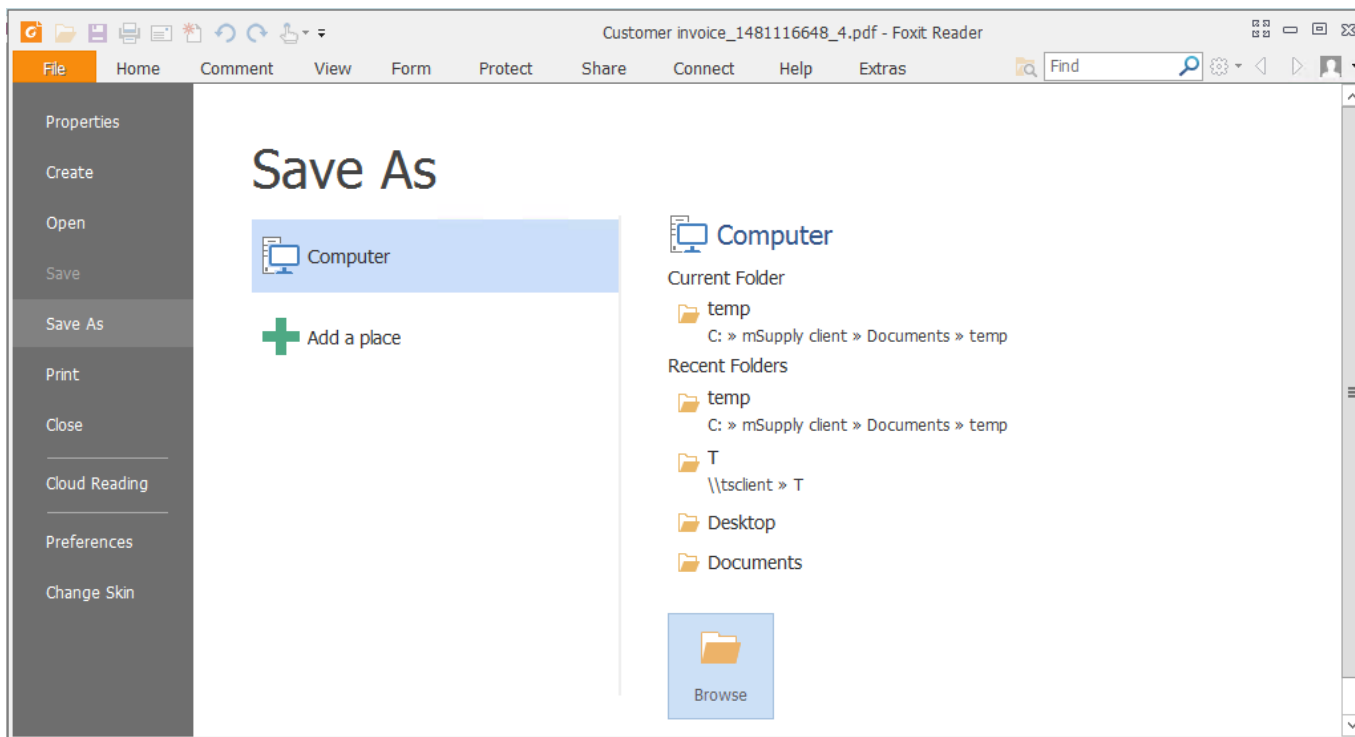 Customer invoice_1481116648_4.pdf - Foxit Reader
File Home Comment View Form Protect Share Connect Help Extras Find
Properties
Create
Open
Save
Save As
Print
Close
Cloud Reading
Preferences
Change Skin
Save As
Computer
Add a place
Computer
Current Folder
temp
C: » mSupply client » Documents » temp
Recent Folders
temp
C: » mSupply client » Documents » temp
T
\\tsclient » T
Desktop
Documents
Browse